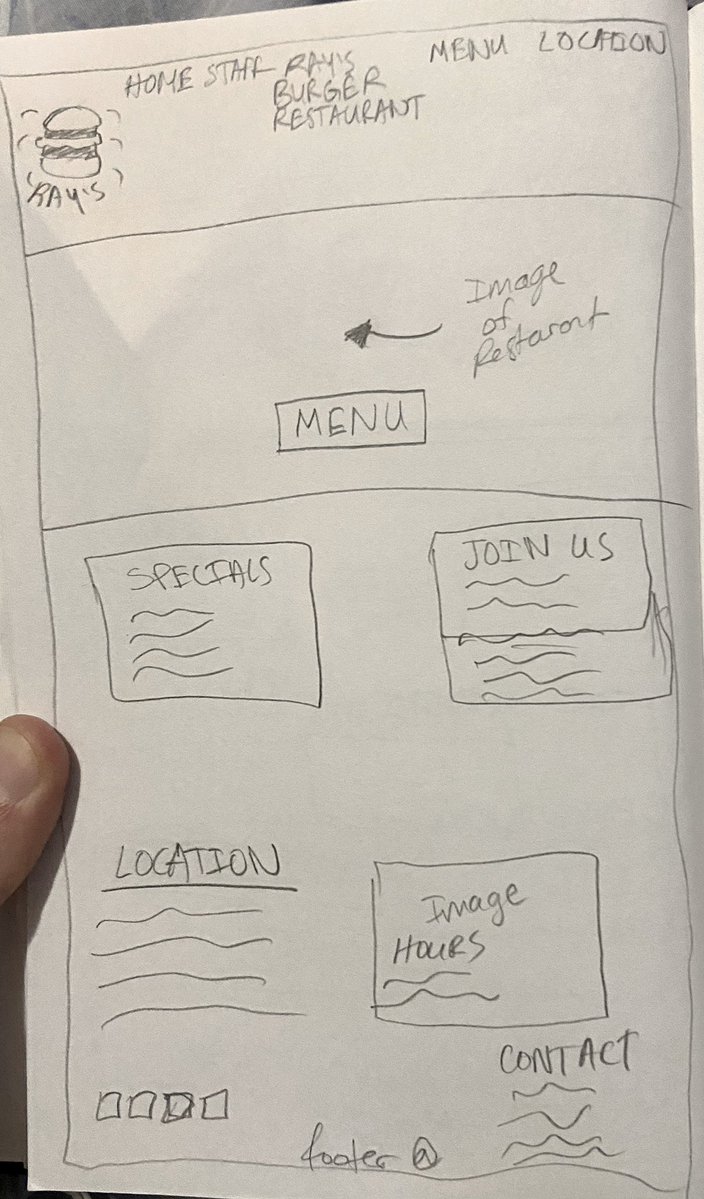 HOME STAFF RAY'S MENU LOCATION
BURGER
RESTAURANT
RAY'S
Image
of
Restaront
MENU
SPECIALS
JOIN US
LOCATION
Image
HOURS
CONTACT
footer @